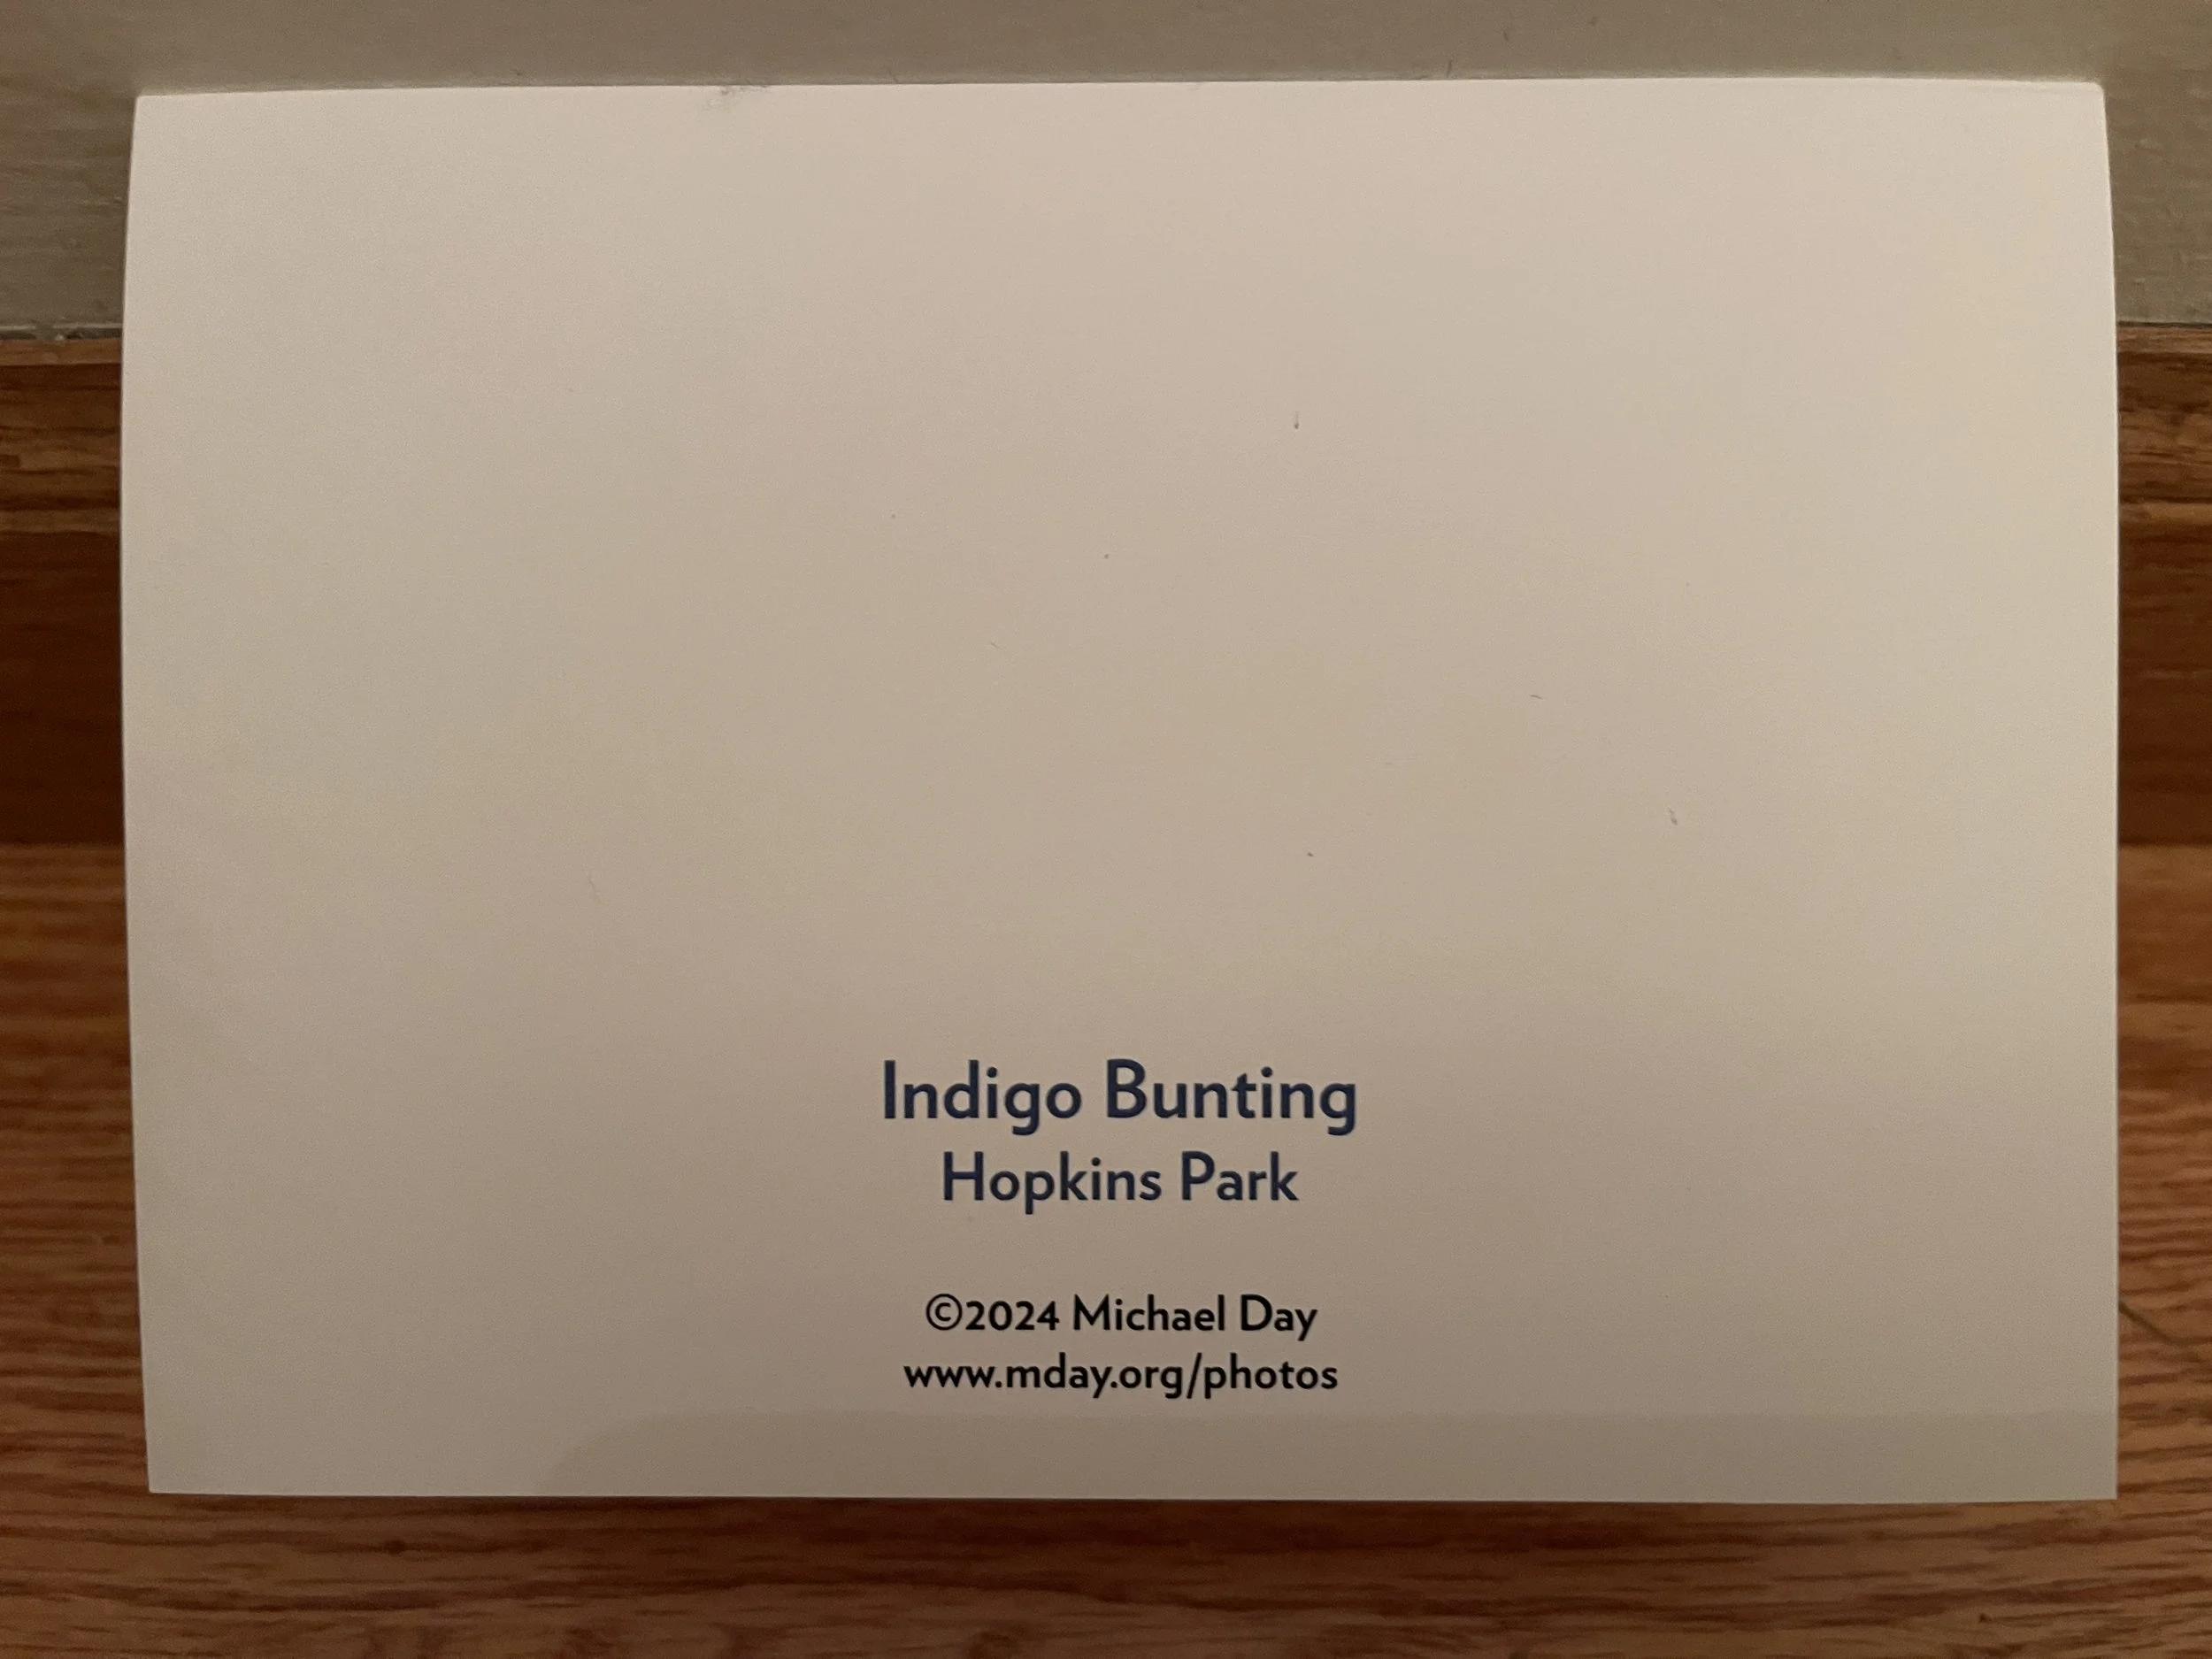 Indigo Bunting
Hopkins Park
©2024 Michael Day
www.mday.org/photos